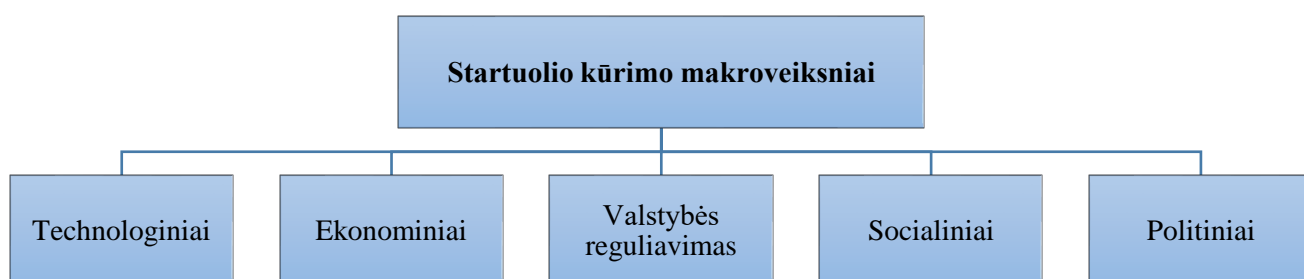 Startuolio kūrimo makroveiksniai
Technologiniai
Ekonominiai
Valstybės
reguliavimas
Socialiniai
Politiniai